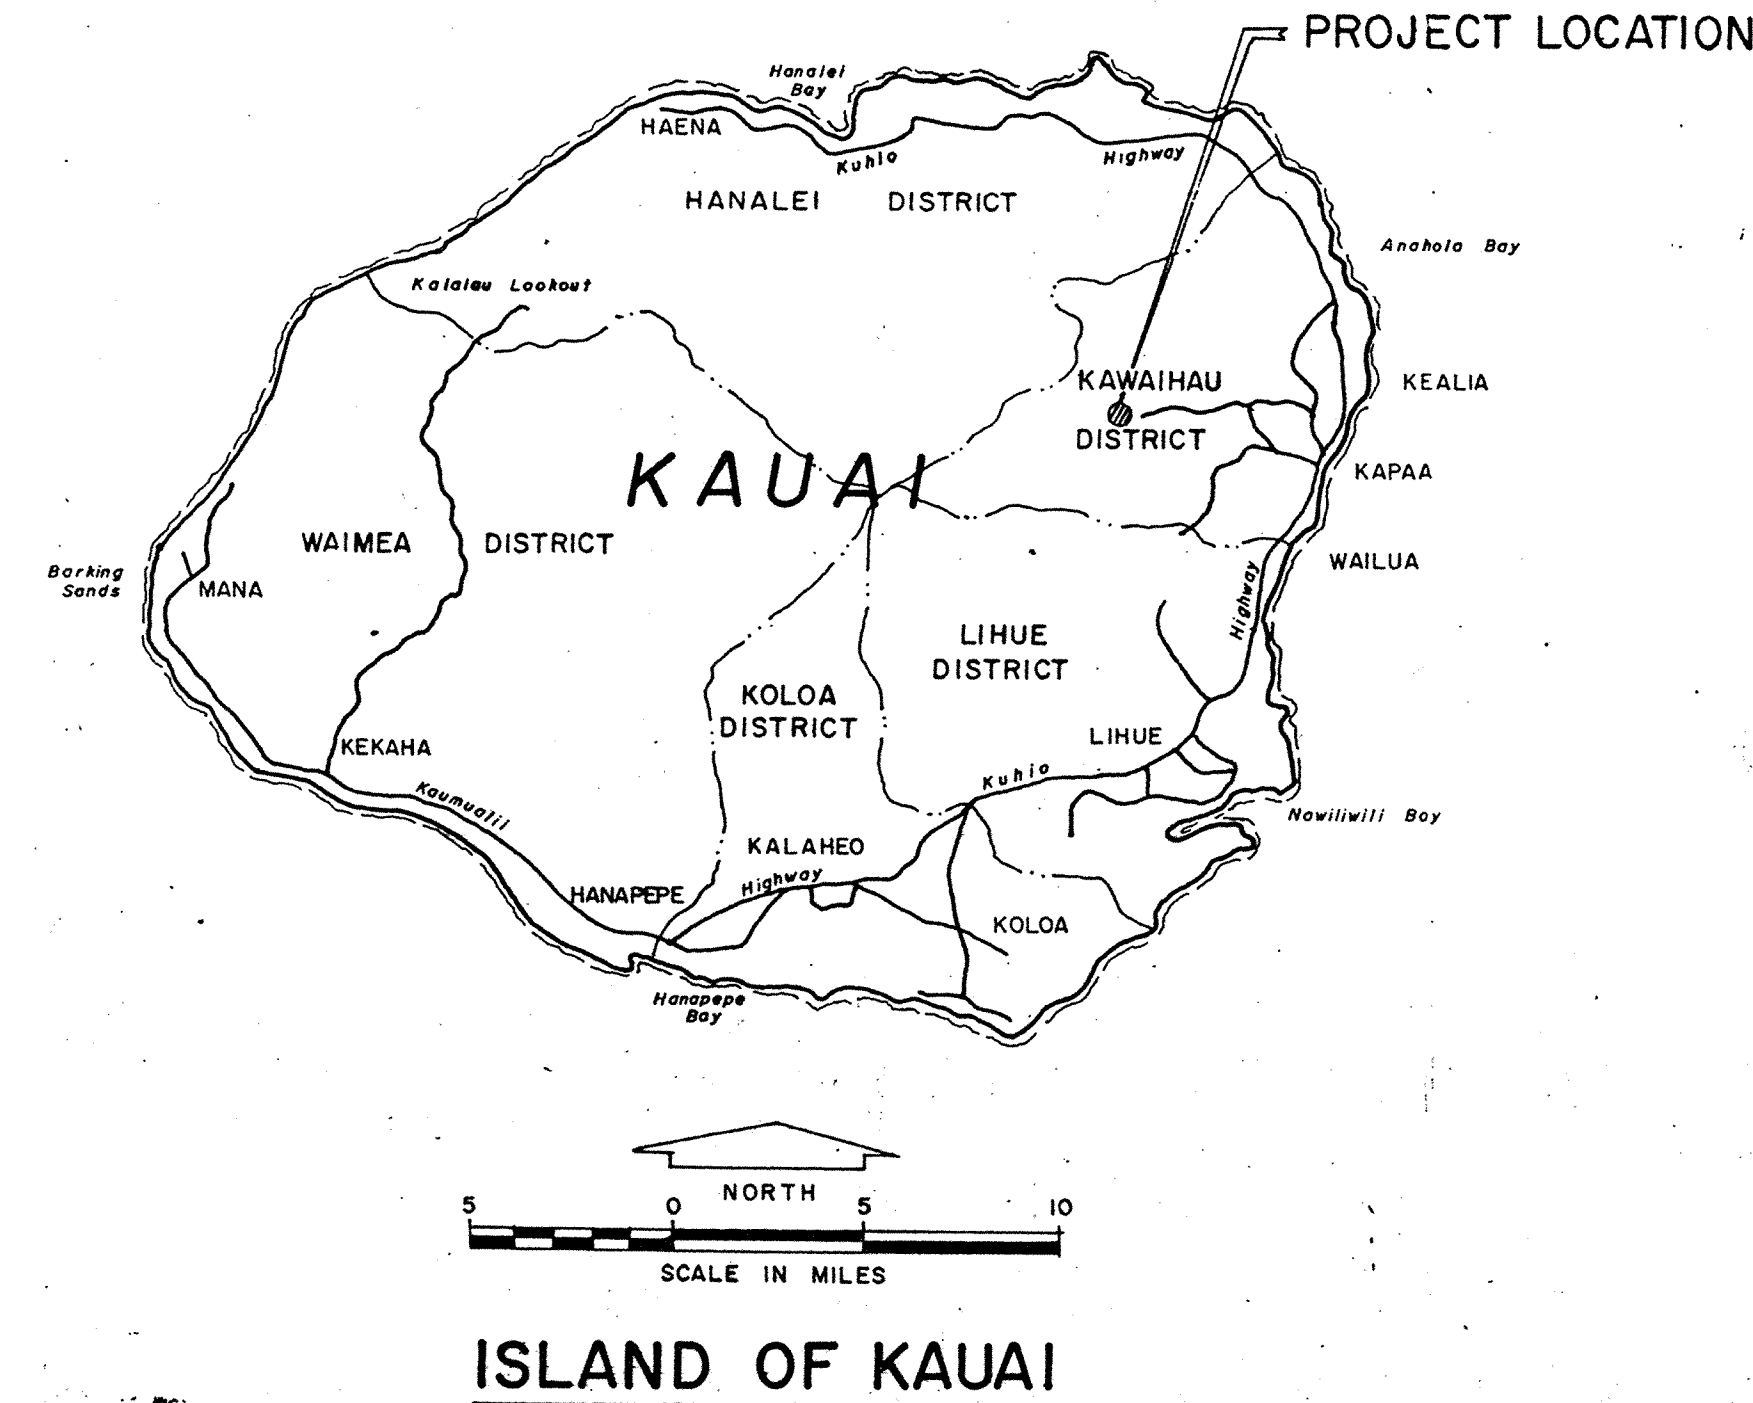 PROJECT LOCATION
Hanalei
Bay
HAENA
Kuhio
Highway
HANALEI DISTRICT
Anahola Bay
Kalalau Lookout
KAWAIHAU
DISTRICT
KEALIA
KAPAA
KAUAI
WAIMEA DISTRICT
WAILUA
Barking
Sands
MANA
Highway
LIHUE
DISTRICT
KOLOA
DISTRICT
LIHUE
KEKAHA
Kuhio
Kaumualii
Nawiliwili Bay
KALAHEO
Highway
HANAPEPE
KOLOA
Hanapepe
Bay
NORTH
5 0 5 10
SCALE IN MILES
ISLAND OF KAUAI